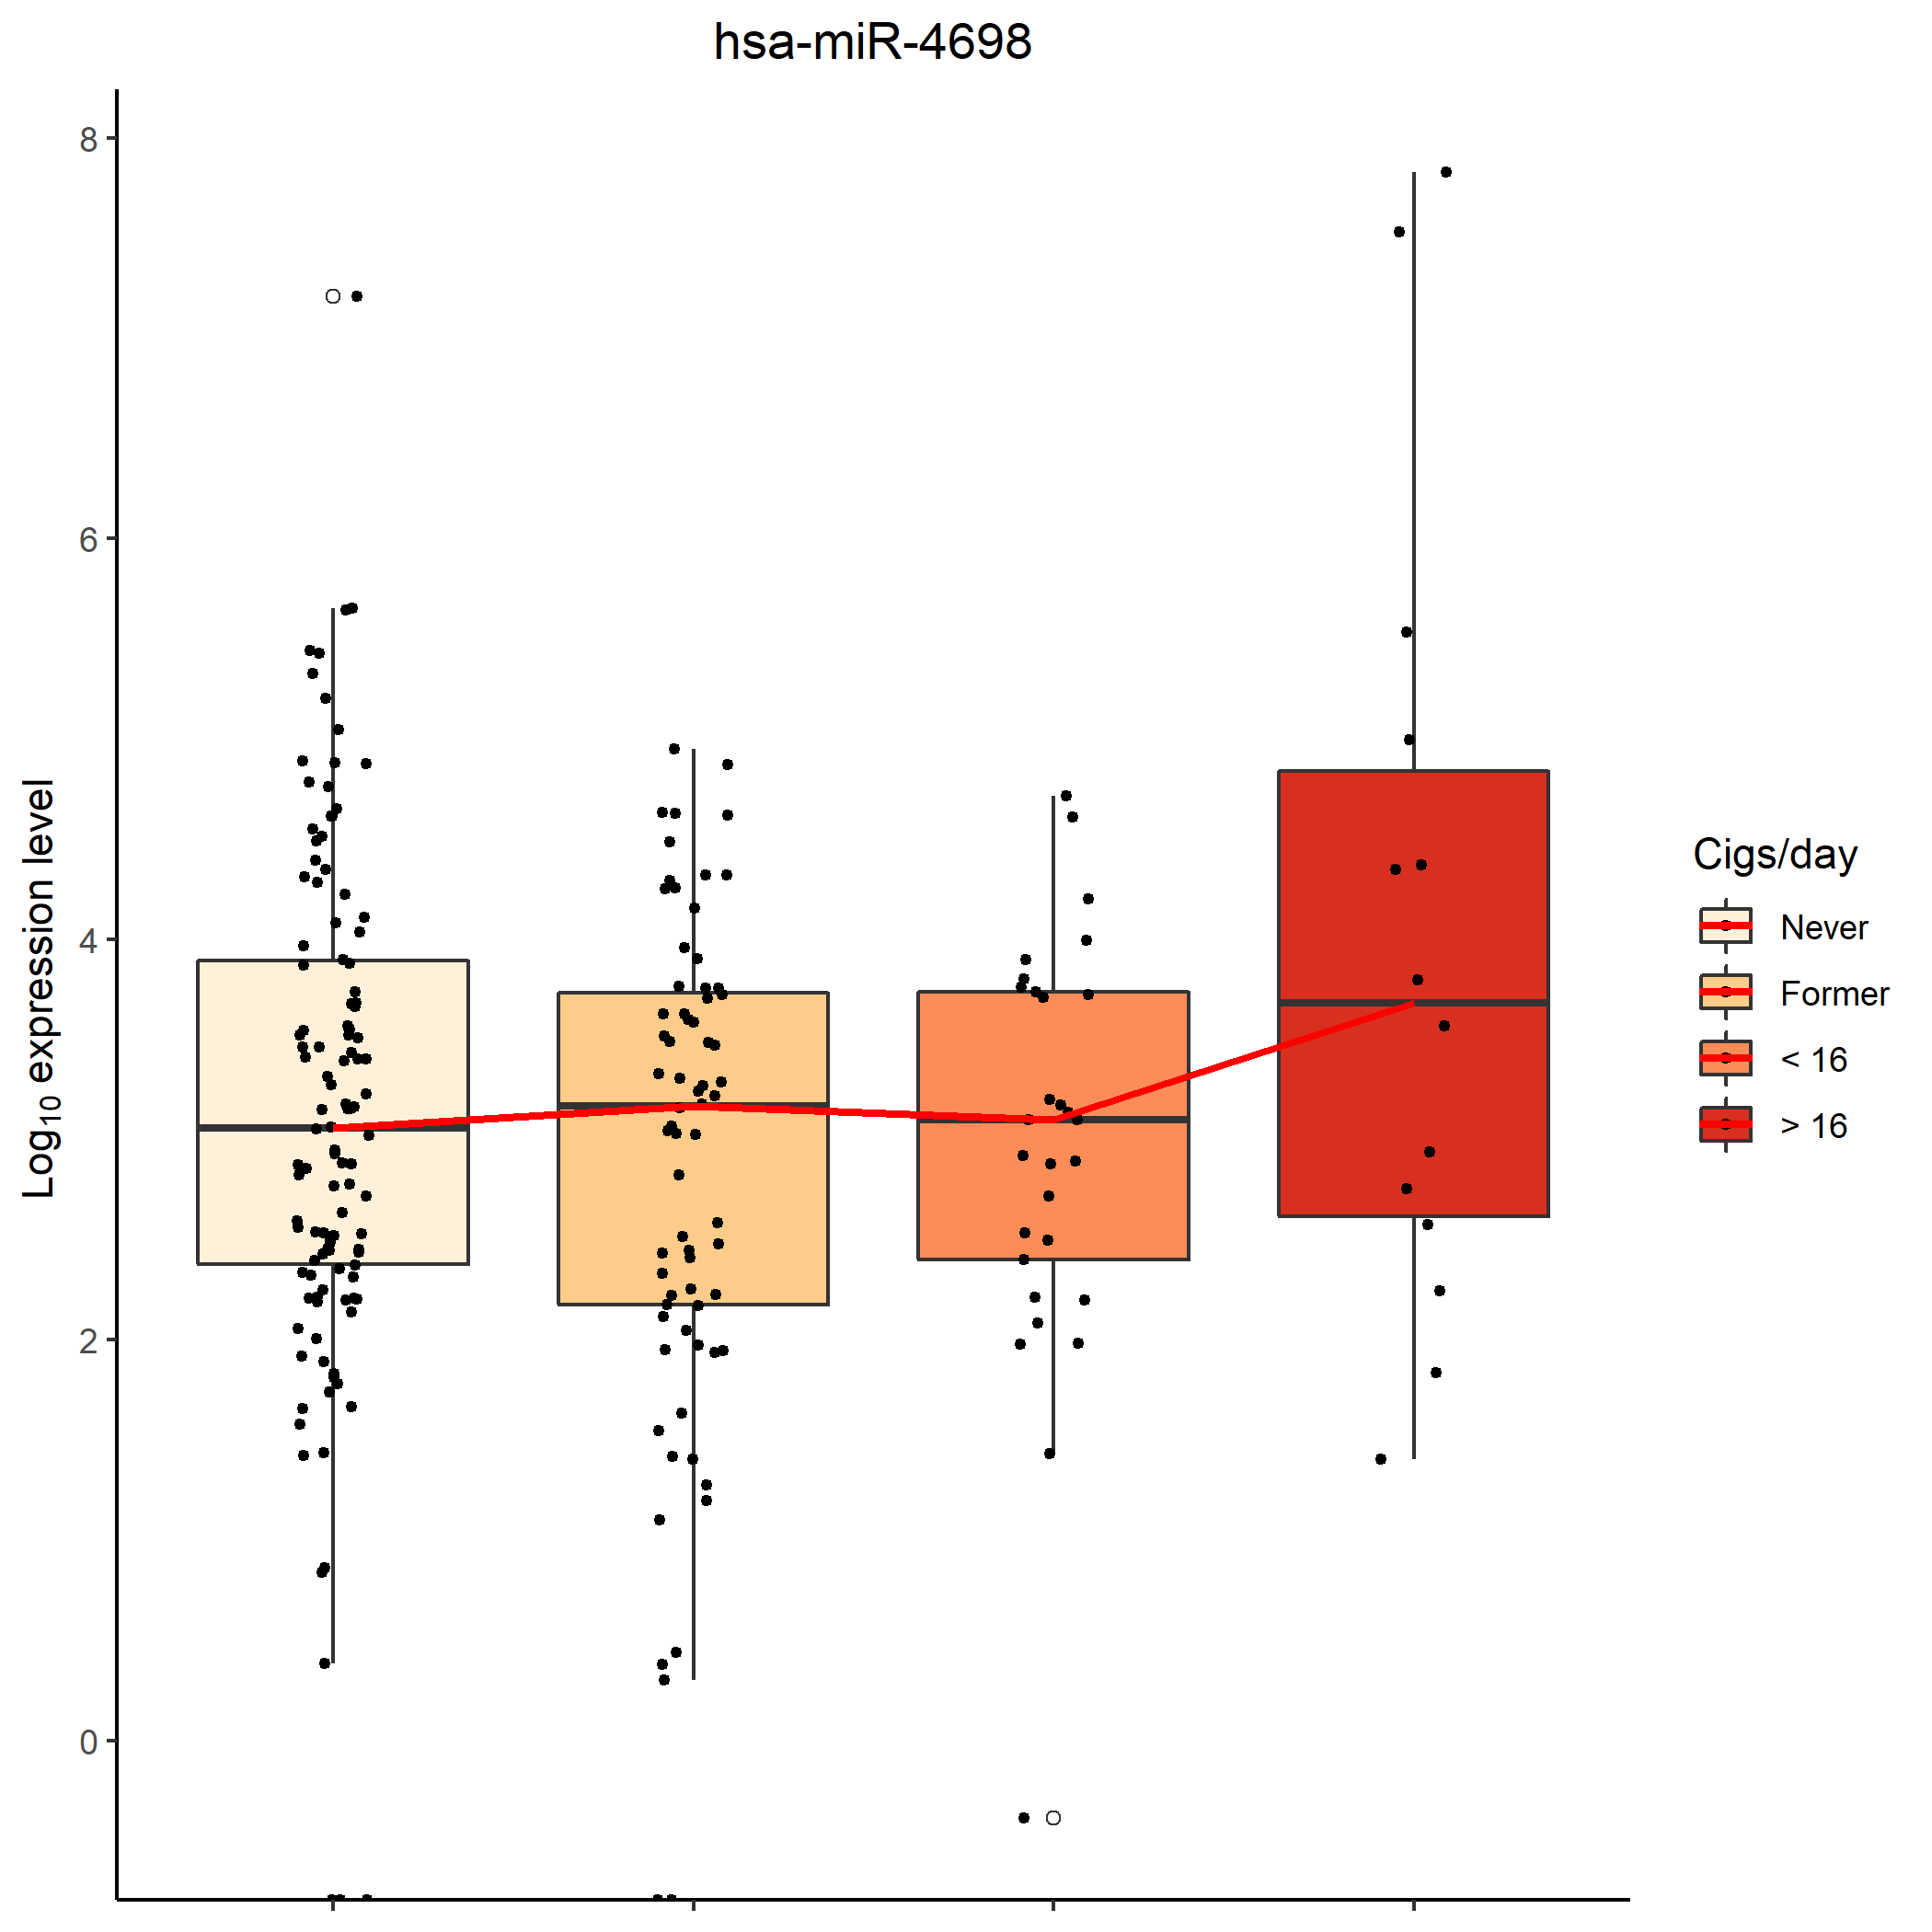 hsa-miR-4698
8
6
4
2
0
Log10 expression level
Cigs/day
Never
Former
< 16
> 16